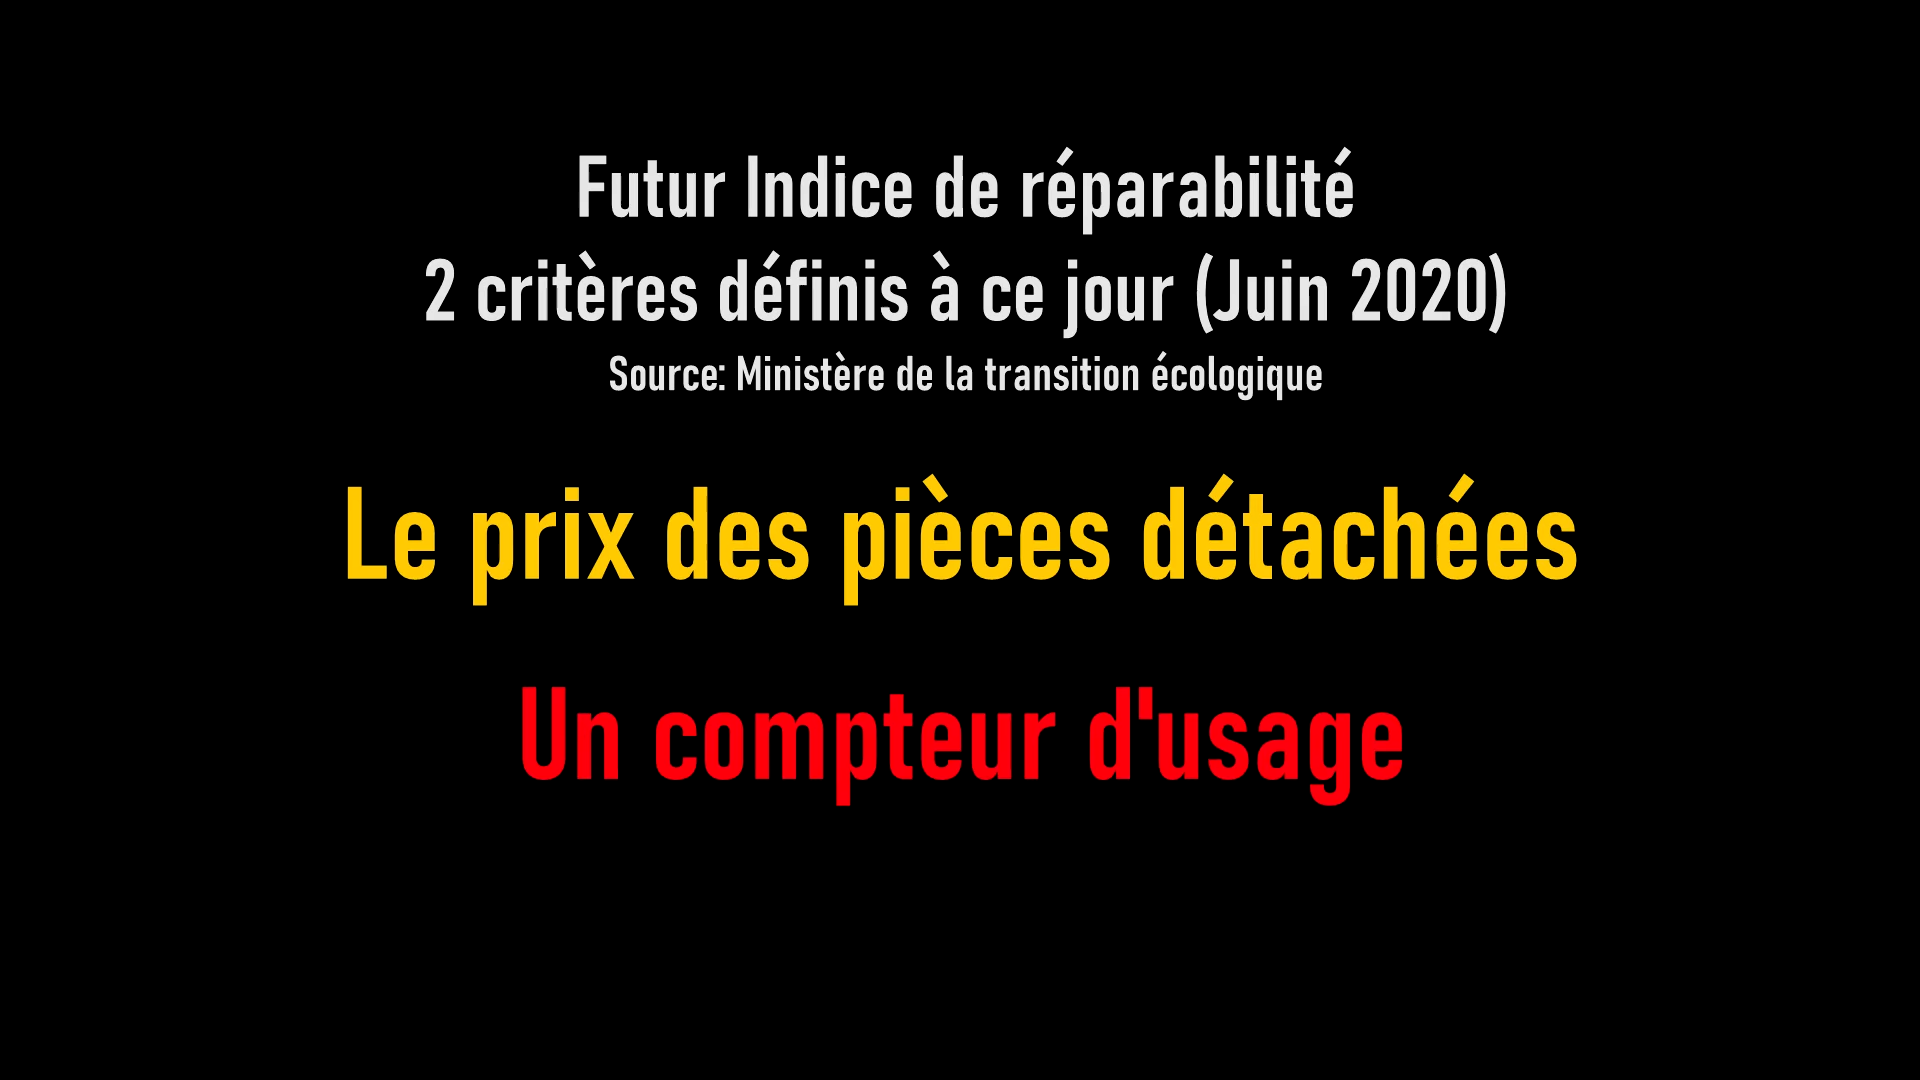 Futur Indice de réparabilité
2 critères définis à ce jour (Juin 2020)
Source: Ministère de la transition écologique
Le prix des pièces détachées
Un compteur d'usage